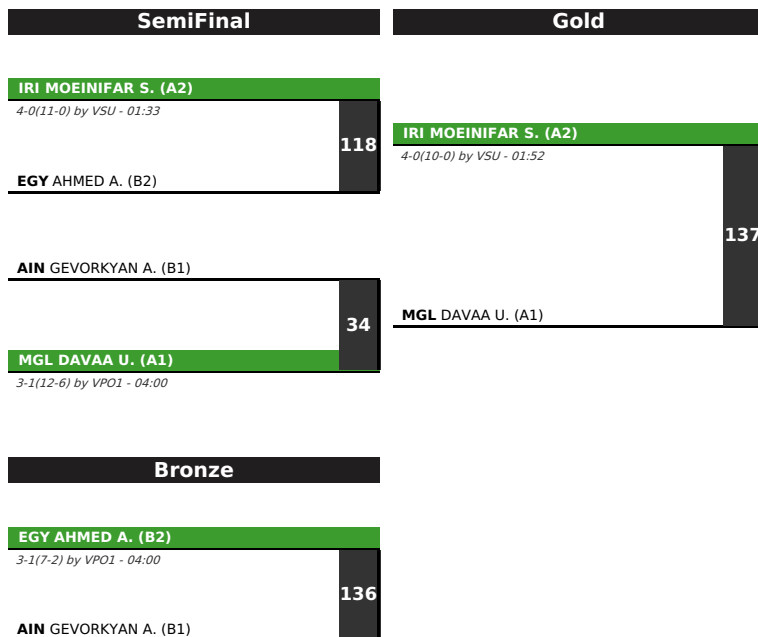 SemiFinal
IRI MOEINIFAR S. (A2)
4-0(11-0) by VSU - 01:33
118
EGY AHMED A. (B2)
AIN GEVORKYAN A. (B1)
34
MGL DAVAA U. (A1)
3-1(12-6) by VPO1 - 04:00
Gold
IRI MOEINIFAR S. (A2)
4-0(10-0) by VSU - 01:52
137
MGL DAVAA U. (A1)
Bronze
EGY AHMED A. (B2)
3-1(7-2) by VPO1 - 04:00
136
AIN GEVORKYAN A. (B1)